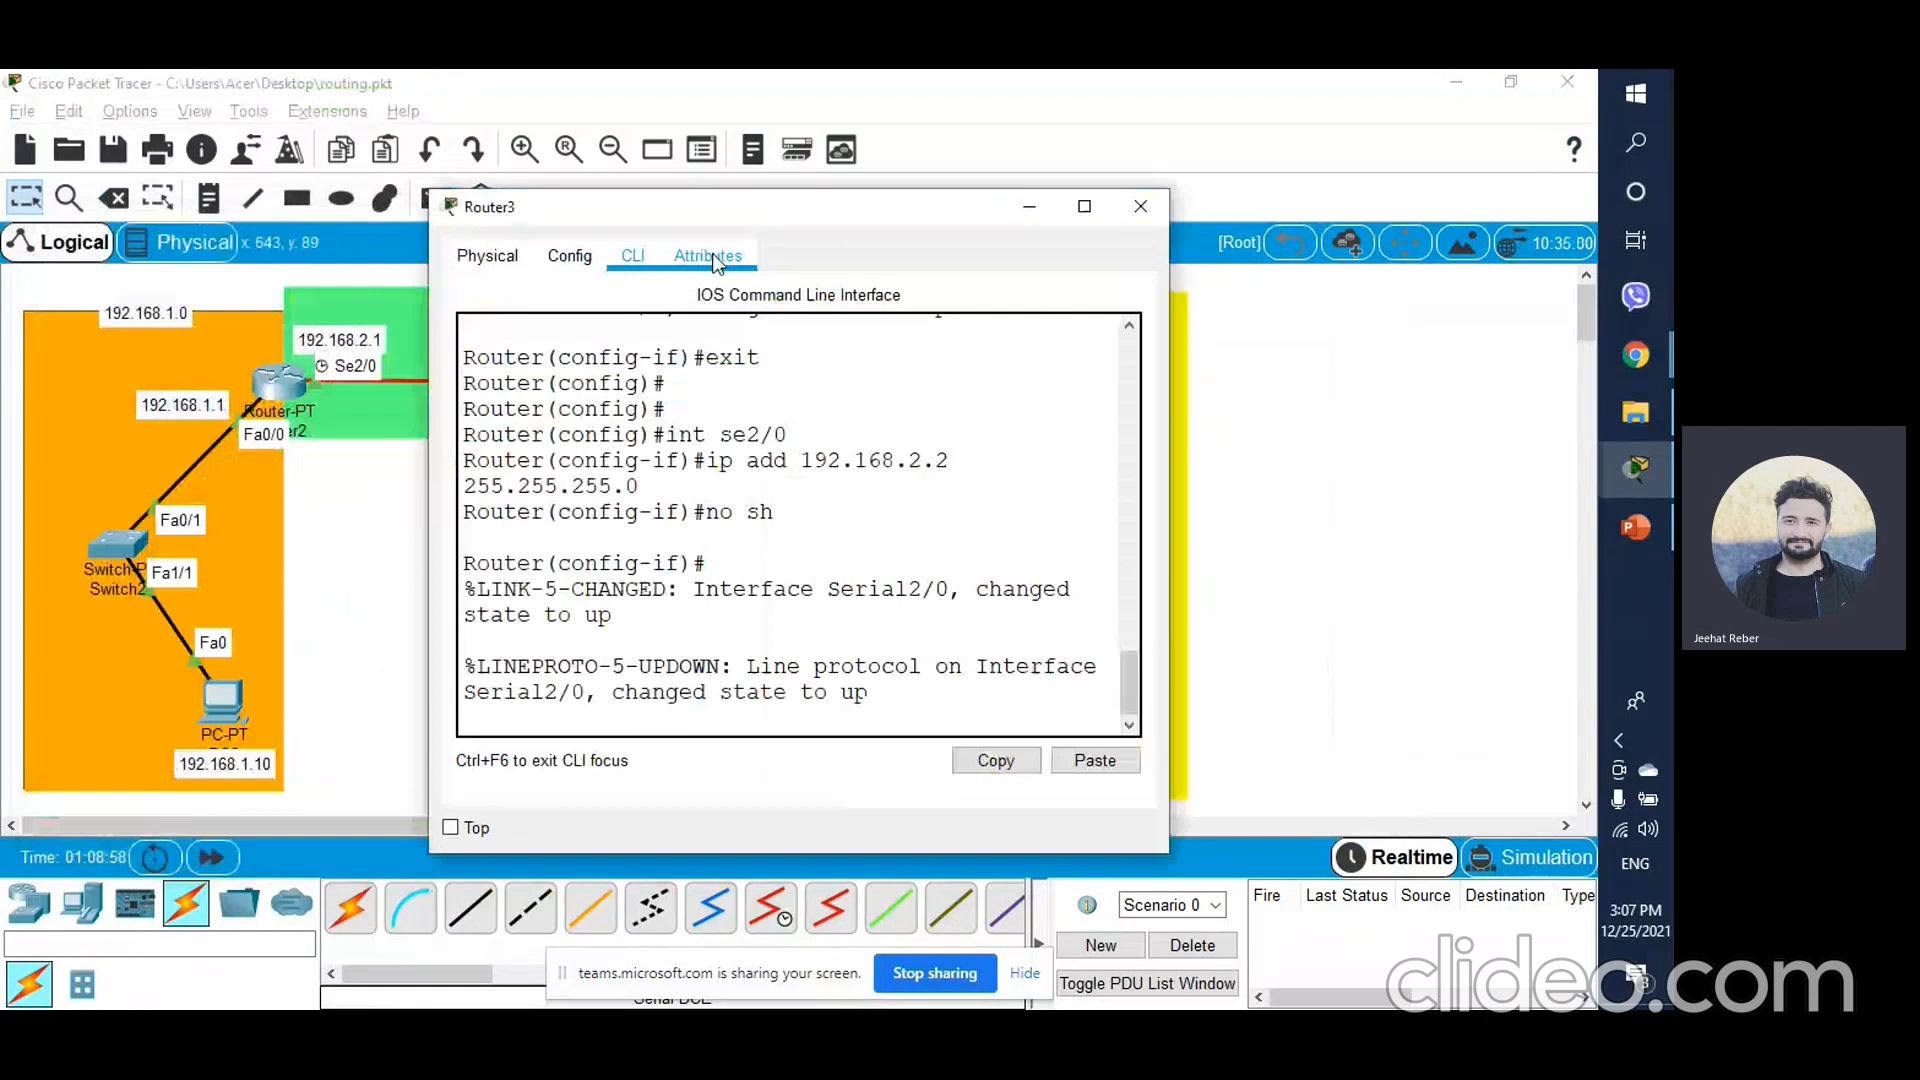 Cisco Packet Tracer - C:\Users\Acer\Desktop\routing.pkt
File Edit Options View Tools Extensions Help
Logical Physical x: 643, y: 89
[Root] 10:35:00
Router3
Physical Config CLI Attributes
IOS Command Line Interface
Router(config-if)#exit
Router(config)#
Router(config)#
Router(config)#int se2/0
Router(config-if)#ip add 192.168.2.2
255.255.255.0
Router(config-if)#no sh
Router(config-if)#
%LINK-5-CHANGED: Interface Serial2/0, changed
state to up
%LINEPROTO-5-UPDOWN: Line protocol on Interface
Serial2/0, changed state to up
Ctrl+F6 to exit CLI focus
Copy Paste
Top
192.168.1.0
192.168.2.1
Se2/0
192.168.1.1
Router-PT
Fa0/0
Fa0/1
Fa1/1
Switch2
Fa0
PC-PT
192.168.1.10
Time: 01:08:58
Realtime Simulation
Scenario 0
New Delete
Toggle PDU List Window
Fire Last Status Source Destination Type
teams.microsoft.com is sharing your screen. Stop sharing Hide
Serial DCE
ENG
3:07 PM
12/25/2021
Jeehat Reber
clideo.com